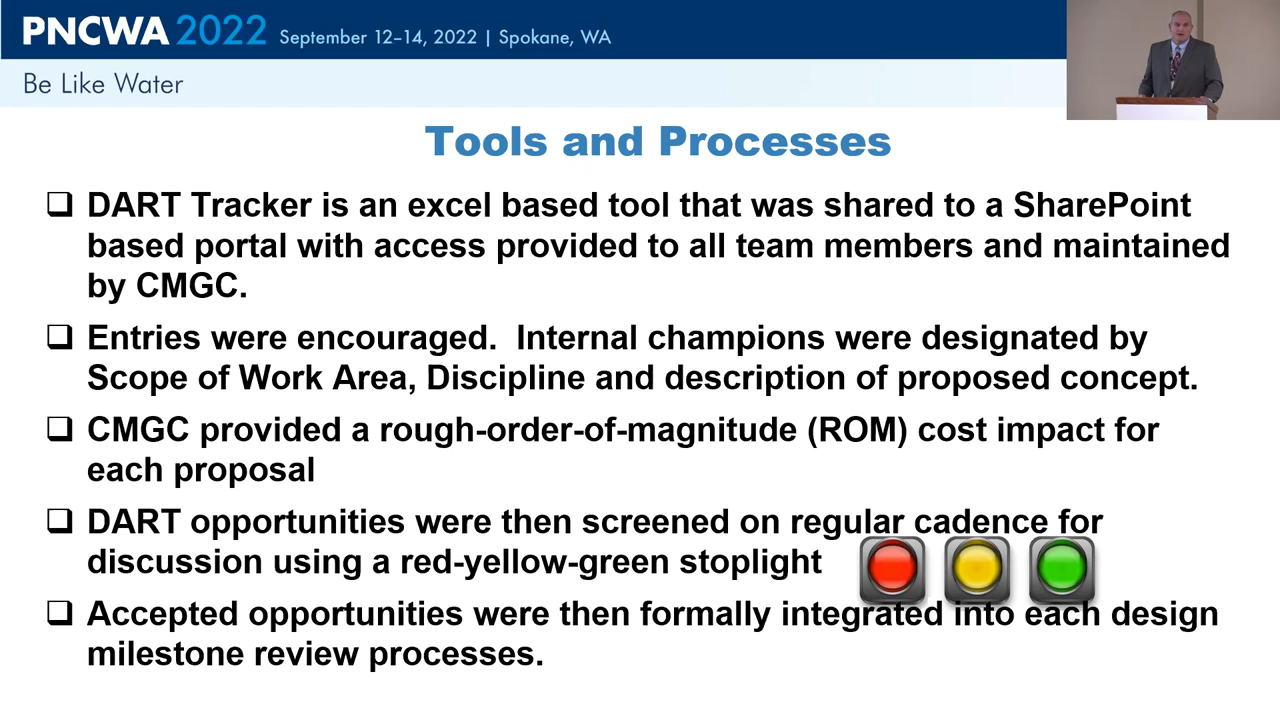 PNCWA 2022 September 12–14, 2022 | Spokane, WA
Be Like Water
Tools and Processes
❑ DART Tracker is an excel based tool that was shared to a SharePoint
based portal with access provided to all team members and maintained
by CMGC.
❑ Entries were encouraged.  Internal champions were designated by
Scope of Work Area, Discipline and description of proposed concept.
❑ CMGC provided a rough-order-of-magnitude (ROM) cost impact for
each proposal
❑ DART opportunities were then screened on regular cadence for
discussion using a red-yellow-green stoplight
❑ Accepted opportunities were then formally integrated into each design
milestone review processes.